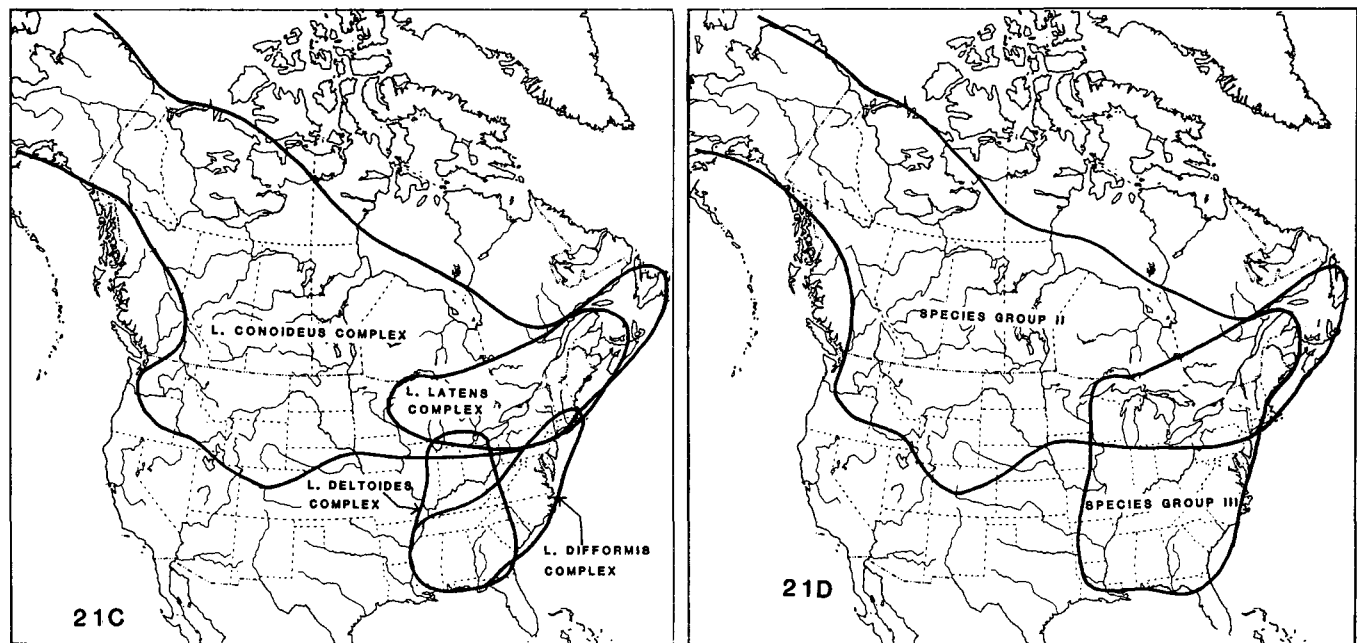 L. CONOIDEUS COMPLEX
L. LATENS
COMPLEX
L. DELTOIDES
COMPLEX
L. DIFFORMIS
COMPLEX
21C
SPECIES GROUP II
SPECIES GROUP III
21D